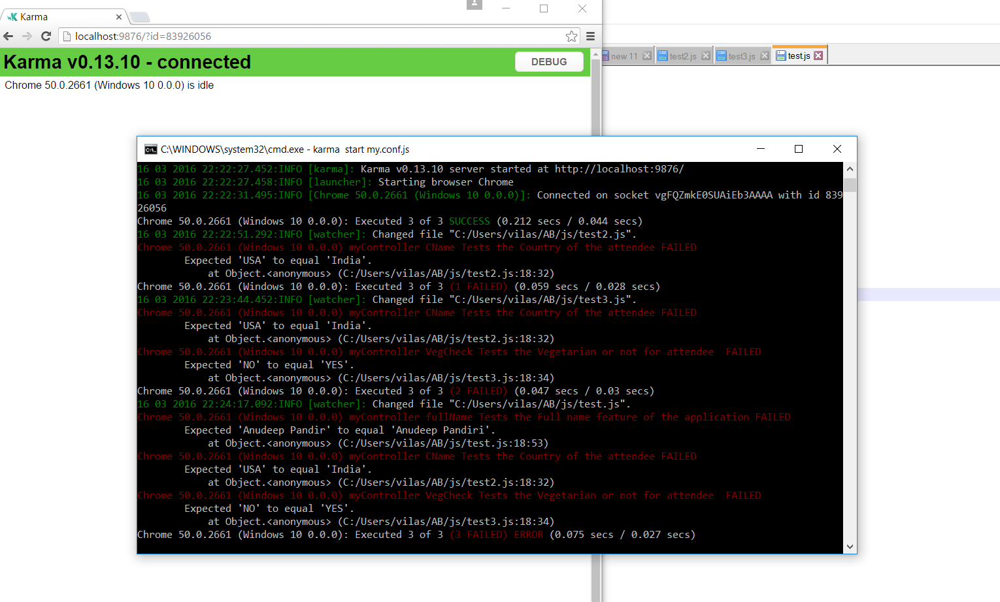 Karma
localhost:9876/?id=83926056
Karma v0.13.10 - connected
DEBUG
Chrome 50.0.2661 (Windows 10 0.0.0) is idle
new 11
test2.js
test3.js
test.js
C:\WINDOWS\system32\cmd.exe - karma  start my.conf.js
16 03 2016 22:22:27.452:INFO [karma]: Karma v0.13.10 server started at http://localhost:9876/
16 03 2016 22:22:27.458:INFO [launcher]: Starting browser Chrome
16 03 2016 22:22:31.495:INFO [Chrome 50.0.2661 (Windows 10 0.0.0)]: Connected on socket vgFQZmkE0SUAiEb3AAAA with id 839
26056
Chrome 50.0.2661 (Windows 10 0.0.0): Executed 3 of 3 SUCCESS (0.212 secs / 0.044 secs)
16 03 2016 22:22:51.292:INFO [watcher]: Changed file "C:/Users/vilas/AB/js/test2.js".
Chrome 50.0.2661 (Windows 10 0.0.0) myController CName Tests the Country of the attendee FAILED
        Expected 'USA' to equal 'India'.
            at Object.<anonymous> (C:/Users/vilas/AB/js/test2.js:18:32)
Chrome 50.0.2661 (Windows 10 0.0.0): Executed 3 of 3 (1 FAILED) (0.059 secs / 0.028 secs)
16 03 2016 22:23:44.452:INFO [watcher]: Changed file "C:/Users/vilas/AB/js/test3.js".
Chrome 50.0.2661 (Windows 10 0.0.0) myController CName Tests the Country of the attendee FAILED
        Expected 'USA' to equal 'India'.
            at Object.<anonymous> (C:/Users/vilas/AB/js/test2.js:18:32)
Chrome 50.0.2661 (Windows 10 0.0.0) myController VegCheck Tests the Vegetarian or not for attendee  FAILED
        Expected 'NO' to equal 'YES'.
            at Object.<anonymous> (C:/Users/vilas/AB/js/test3.js:18:34)
Chrome 50.0.2661 (Windows 10 0.0.0): Executed 3 of 3 (2 FAILED) (0.047 secs / 0.03 secs)
16 03 2016 22:24:17.092:INFO [watcher]: Changed file "C:/Users/vilas/AB/js/test.js".
Chrome 50.0.2661 (Windows 10 0.0.0) myController fullName Tests the Full name feature of the application FAILED
        Expected 'Anudeep Pandir' to equal 'Anudeep Pandiri'.
            at Object.<anonymous> (C:/Users/vilas/AB/js/test.js:18:53)
Chrome 50.0.2661 (Windows 10 0.0.0) myController CName Tests the Country of the attendee FAILED
        Expected 'USA' to equal 'India'.
            at Object.<anonymous> (C:/Users/vilas/AB/js/test2.js:18:32)
Chrome 50.0.2661 (Windows 10 0.0.0) myController VegCheck Tests the Vegetarian or not for attendee  FAILED
        Expected 'NO' to equal 'YES'.
            at Object.<anonymous> (C:/Users/vilas/AB/js/test3.js:18:34)
Chrome 50.0.2661 (Windows 10 0.0.0): Executed 3 of 3 (3 FAILED) ERROR (0.075 secs / 0.027 secs)